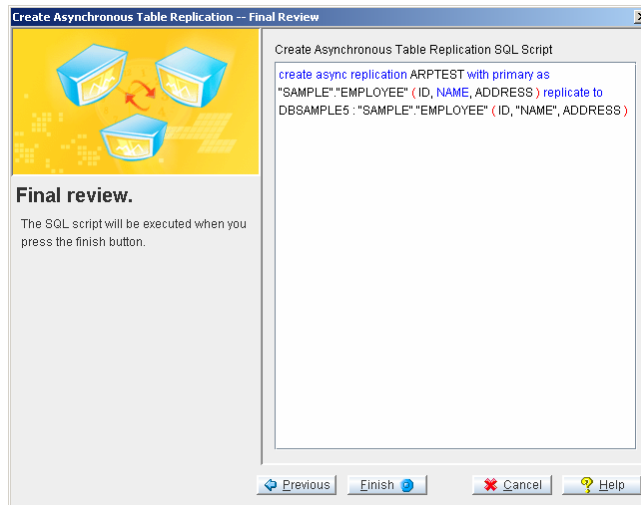 Create Asynchronous Table Replication -- Final Review
Create Asynchronous Table Replication SQL Script
create async replication ARPTEST with primary as
"SAMPLE"."EMPLOYEE" ( ID, NAME, ADDRESS ) replicate to
DBSAMPLE5 : "SAMPLE"."EMPLOYEE" ( ID, "NAME", ADDRESS )
Final review.
The SQL script will be executed when you
press the finish button.
Previous Finish Cancel Help